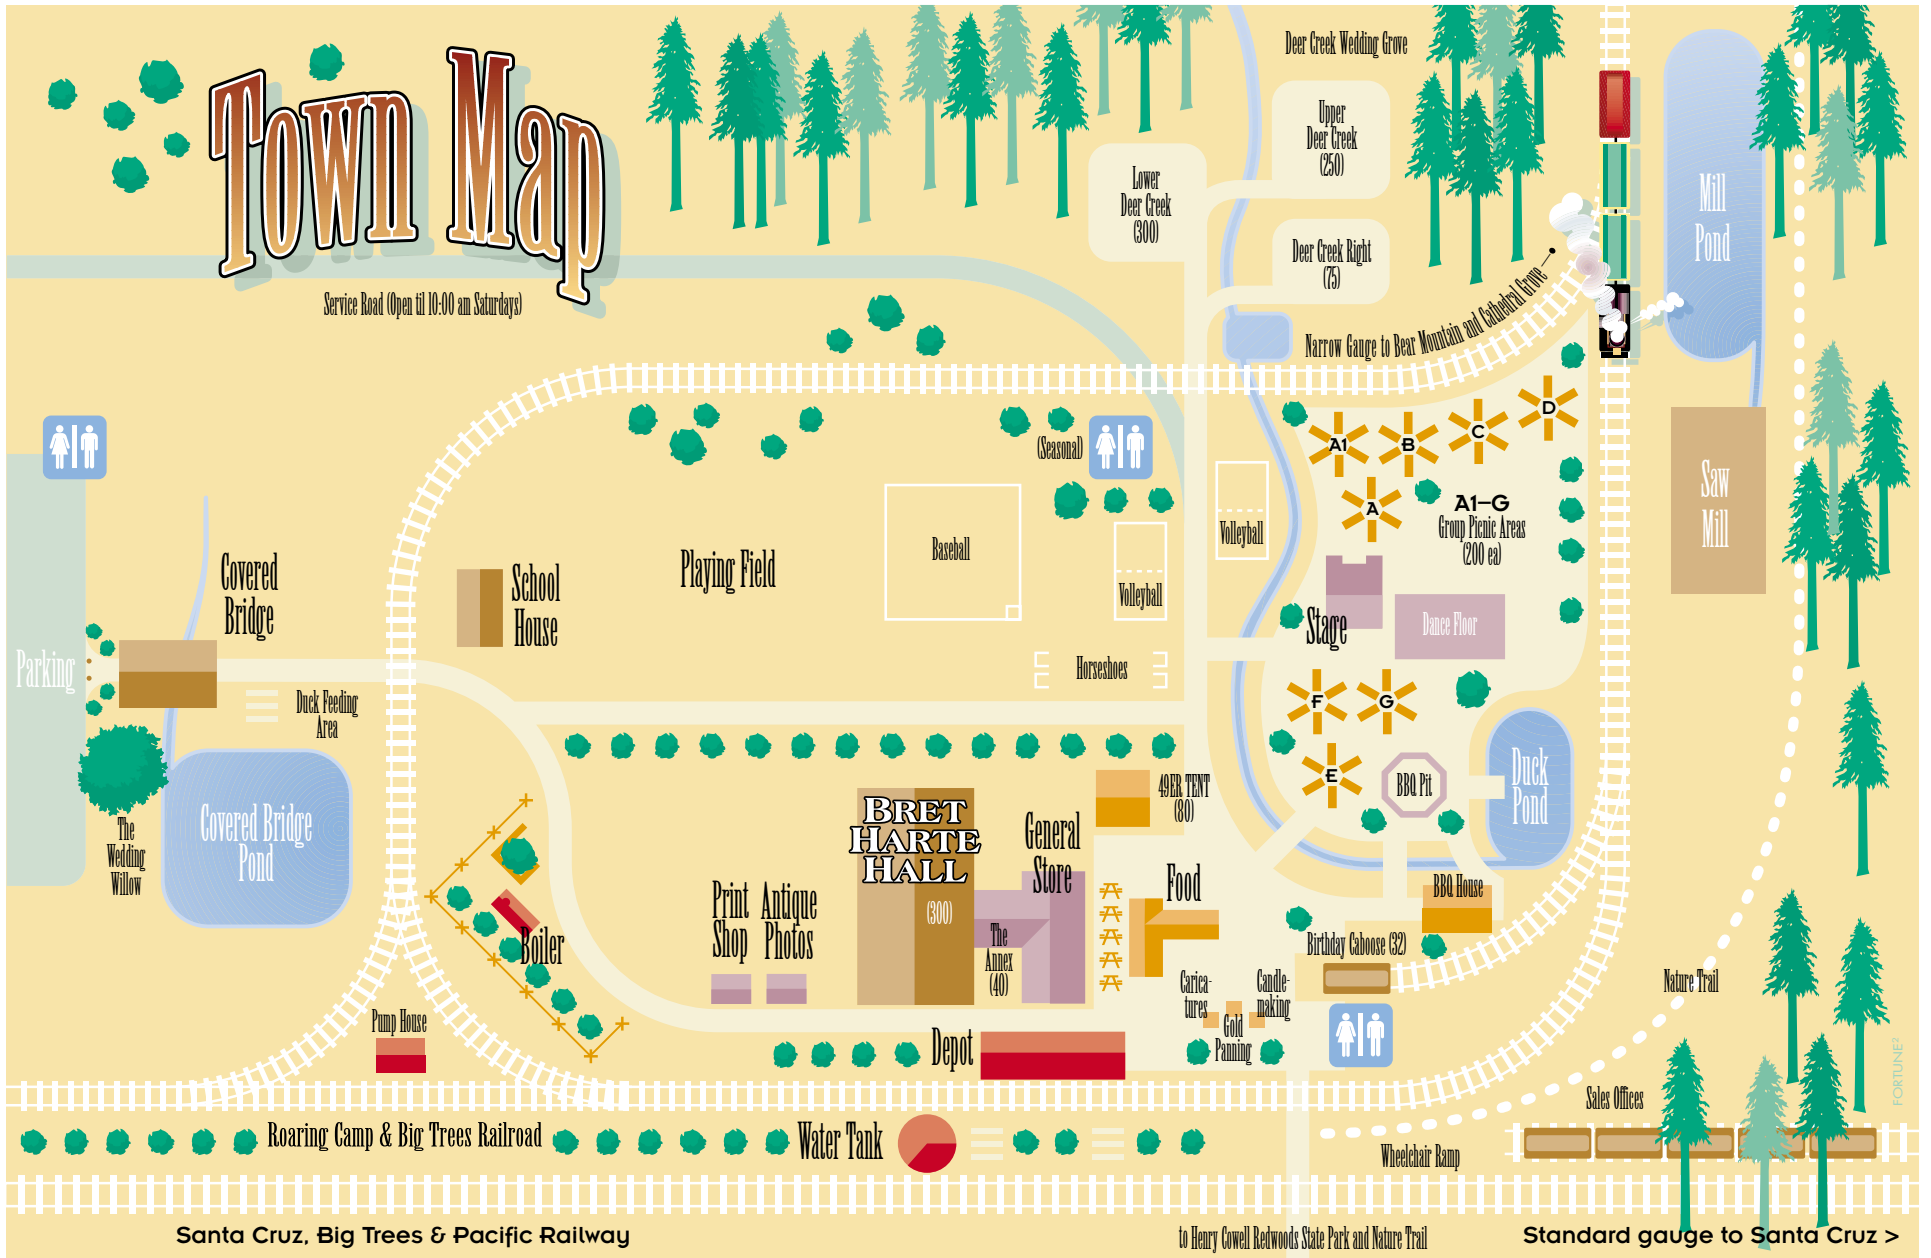 Town Map
Service Road (Open til 10:00 am Saturdays)
Deer Creek Wedding Grove
Upper
Deer Creek
(250)
Lower
Deer Creek
(300)
Deer Creek Right
(75)
Narrow Gauge to Bear Mountain and Cathedral Grove
Mill
Pond
Saw
Mill
(Seasonal)
A1
B
C
D
A
A1–G
Group Picnic Areas
(200 ea)
Volleyball
Volleyball
Baseball
Playing Field
School
House
Covered
Bridge
Parking
Duck Feeding
Area
Horseshoes
Stage
Dance Floor
F
G
E
BBQ Pit
Duck
Pond
The
Wedding
Willow
Covered Bridge
Pond
49ER TENT
(80)
BRET
HARTE
HALL
(300)
General
Store
The
Annex
(40)
Print
Shop
Antique
Photos
Food
BBQ House
Birthday Caboose (32)
Boiler
Carica-
tures
Candle-
making
Gold
Panning
Nature Trail
Pump House
Depot
FORTUNE²
Sales Offices
Roaring Camp & Big Trees Railroad
Water Tank
Wheelchair Ramp
Santa Cruz, Big Trees & Pacific Railway
to Henry Cowell Redwoods State Park and Nature Trail
Standard gauge to Santa Cruz >